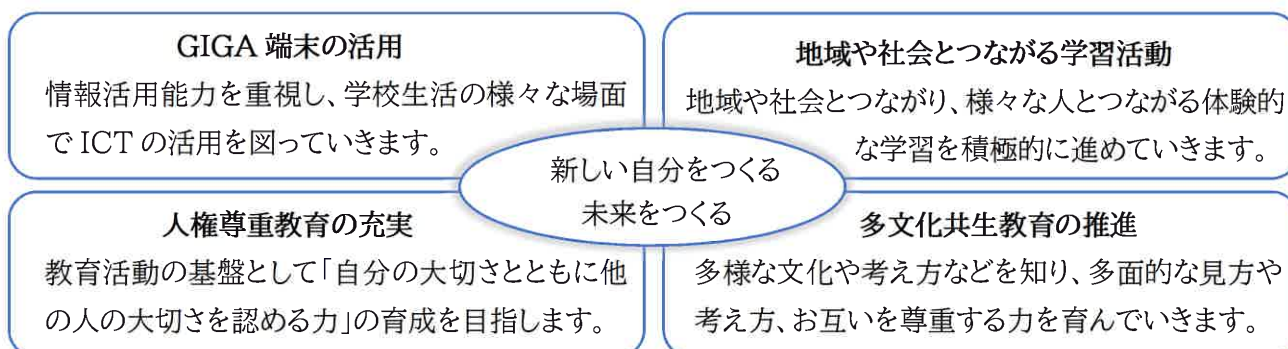 GIGA 端末の活用
情報活用能力を重視し、学校生活の様々な場面
で ICT の活用を図っていきます。
地域や社会とつながる学習活動
地域や社会とつながり、様々な人とつながる体験的
な学習を積極的に進めていきます。
新しい自分をつくる
未来をつくる
人権尊重教育の充実
教育活動の基盤として「自分の大切さとともに他
の人の大切さを認める力」の育成を目指します。
多文化共生教育の推進
多様な文化や考え方などを知り、多面的な見方や
考え方、お互いを尊重する力を育んでいきます。